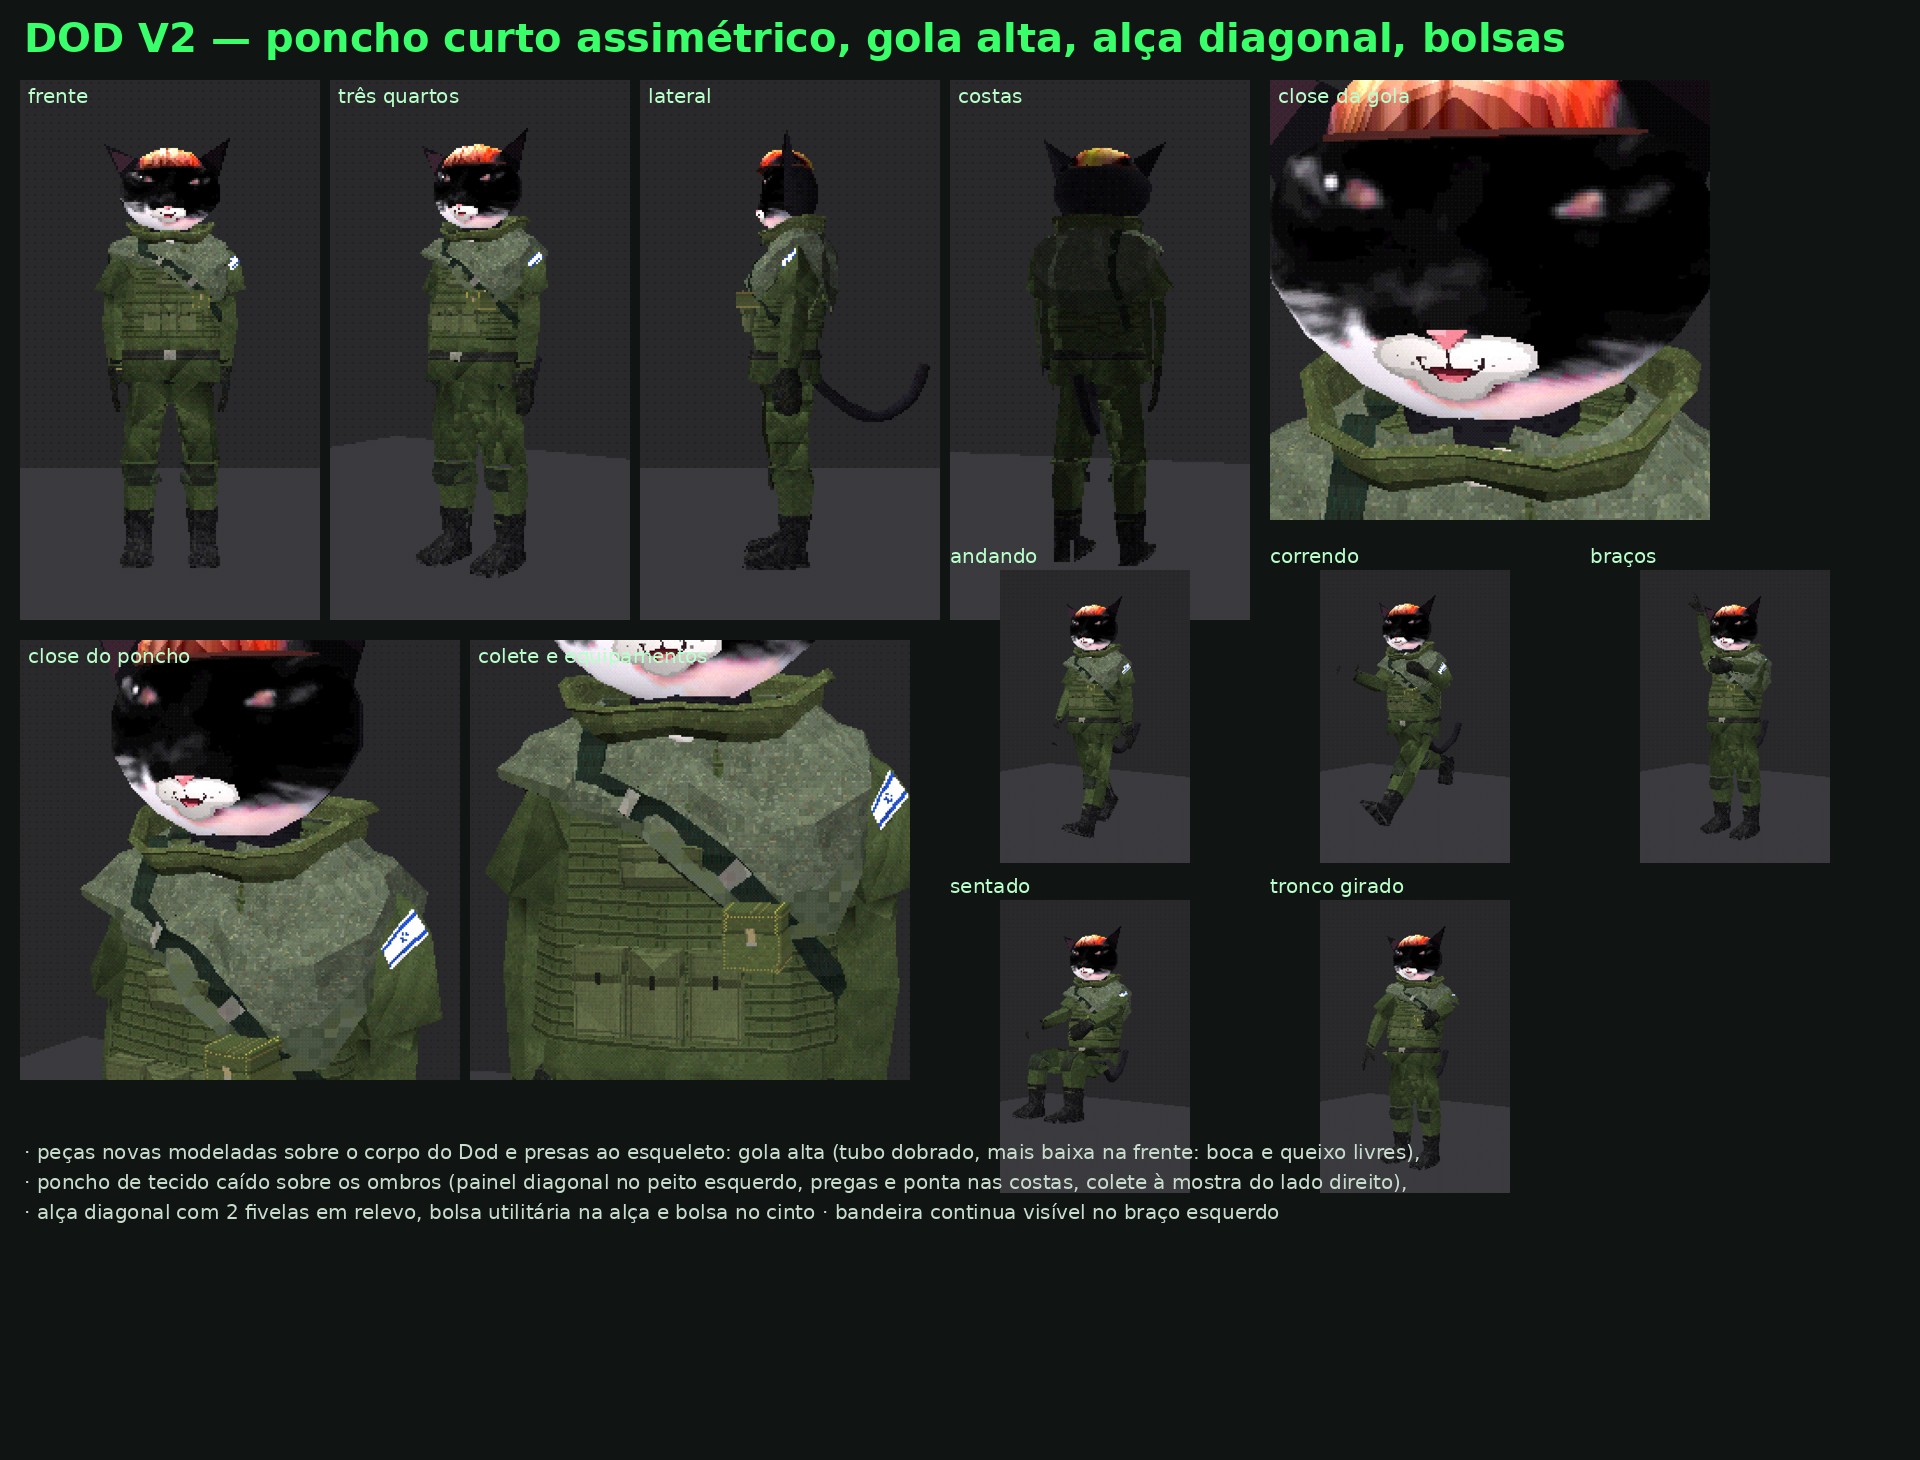 DOD V2 — poncho curto assimétrico, gola alta, alça diagonal, bolsas
frente
três quartos
lateral
costas
close da gola
andando
correndo
braços
close do poncho
colete e equipamentos
sentado
tronco girado
· peças novas modeladas sobre o corpo do Dod e presas ao esqueleto: gola alta (tubo dobrado, mais baixa na frente: boca e queixo livres),
· poncho de tecido caído sobre os ombros (painel diagonal no peito esquerdo, pregas e ponta nas costas, colete à mostra do lado direito),
· alça diagonal com 2 fivelas em relevo, bolsa utilitária na alça e bolsa no cinto · bandeira continua visível no braço esquerdo